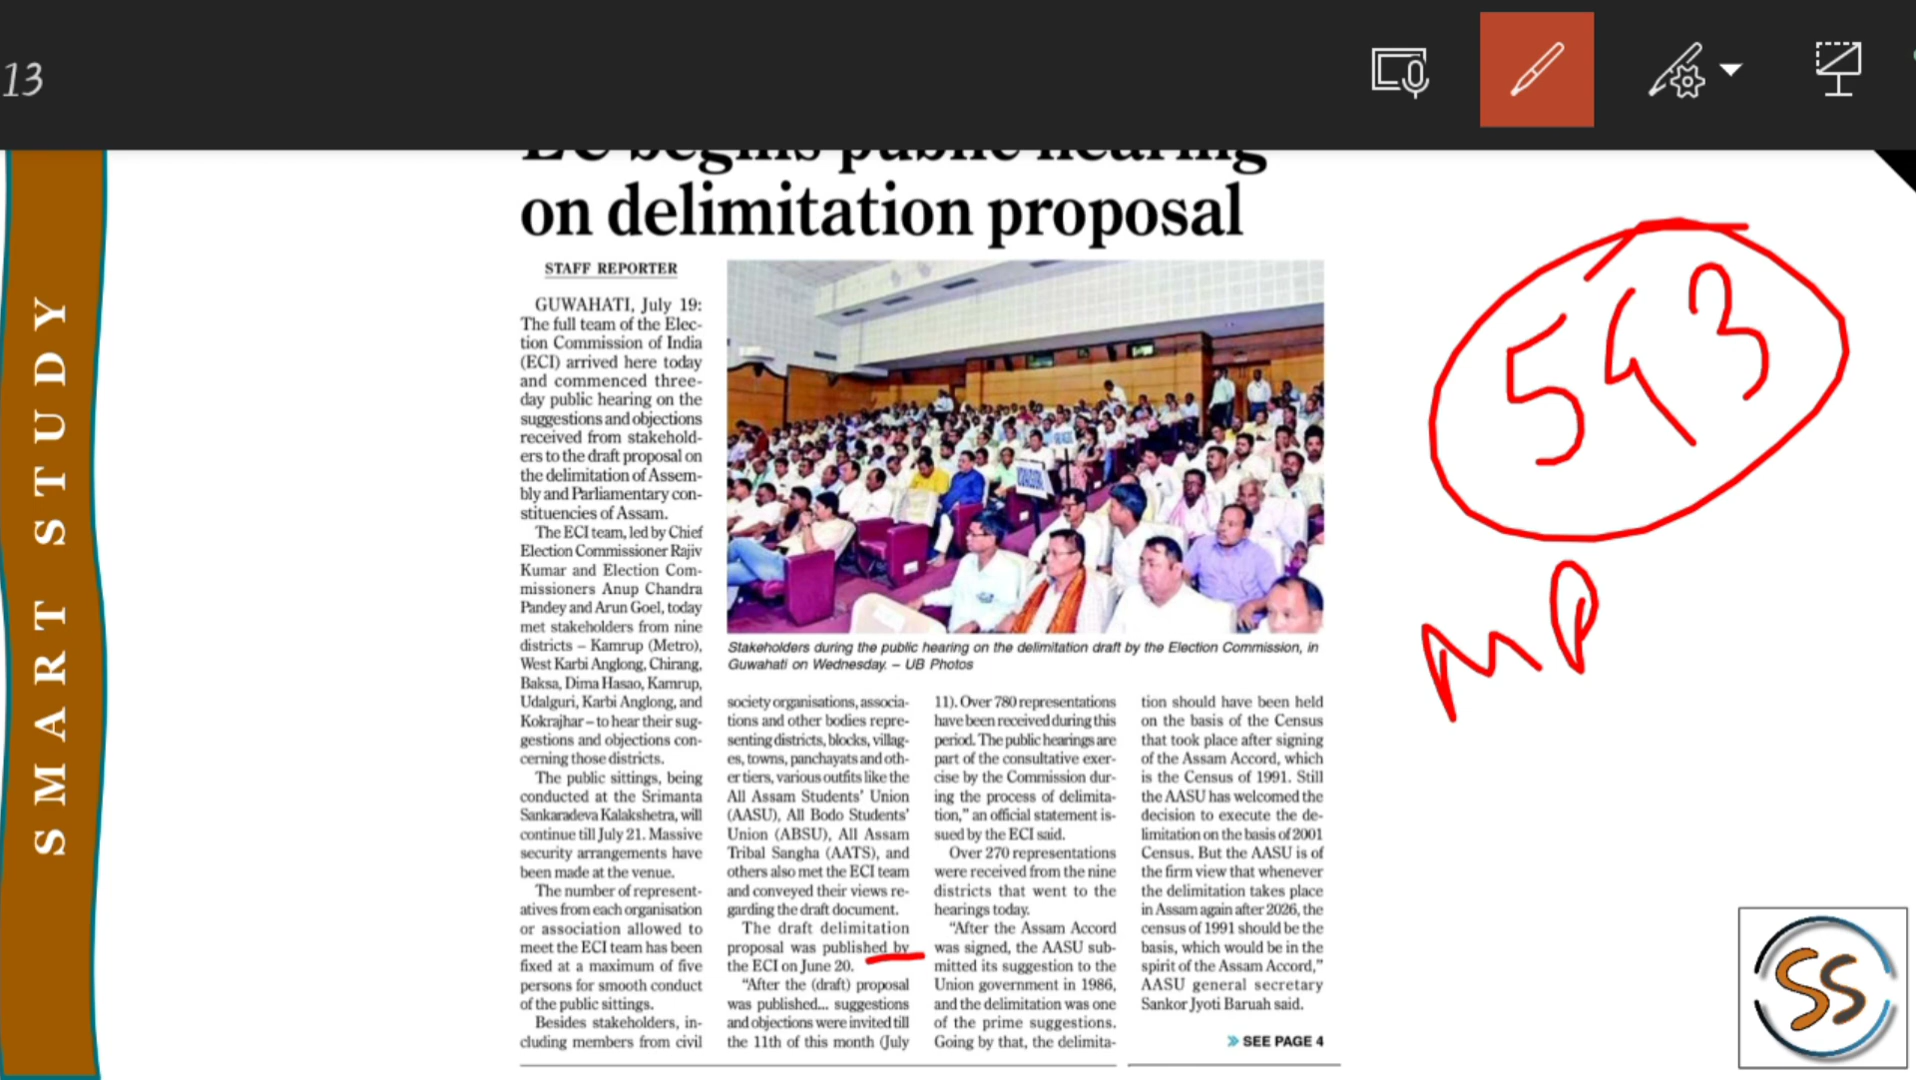 13
SMART STUDY
EC begins public hearing
on delimitation proposal
STAFF REPORTER
GUWAHATI, July 19:
The full team of the Elec-
tion Commission of India
(ECI) arrived here today
and commenced three-
day public hearing on the
suggestions and objections
received from stakehold-
ers to the draft proposal on
the delimitation of Assem-
bly and Parliamentary con-
stituencies of Assam.
The ECI team, led by Chief
Election Commissioner Rajiv
Kumar and Election Com-
missioners Anup Chandra
Pandey and Arun Goel, today
met stakeholders from nine
districts – Kamrup (Metro),
West Karbi Anglong, Chirang,
Baksa, Dima Hasao, Kamrup,
Udalguri, Karbi Anglong, and
Kokrajhar – to hear their sug-
gestions and objections con-
cerning those districts.
The public sittings, being
conducted at the Srimanta
Sankaradeva Kalakshetra, will
continue till July 21. Massive
security arrangements have
been made at the venue.
The number of represent-
atives from each organisation
or association allowed to
meet the ECI team has been
fixed at a maximum of five
persons for smooth conduct
of the public sittings.
Besides stakeholders, in-
cluding members from civil
Stakeholders during the public hearing on the delimitation draft by the Election Commission, in
Guwahati on Wednesday. – UB Photos
society organisations, associa-
tions and other bodies repre-
senting districts, blocks, villag-
es, towns, panchayats and oth-
er tiers, various outfits like the
All Assam Students' Union
(AASU), All Bodo Students'
Union (ABSU), All Assam
Tribal Sangha (AATS), and
others also met the ECI team
and conveyed their views re-
garding the draft document.
The draft delimitation
proposal was published by
the ECI on June 20.
“After the (draft) proposal
was published... suggestions
and objections were invited till
the 11th of this month (July
11). Over 780 representations
have been received during this
period. The public hearings are
part of the consultative exer-
cise by the Commission dur-
ing the process of delimita-
tion,” an official statement is-
sued by the ECI said.
Over 270 representations
were received from the nine
districts that went to the
hearings today.
“After the Assam Accord
was signed, the AASU sub-
mitted its suggestion to the
Union government in 1986,
and the delimitation was one
of the prime suggestions.
Going by that, the delimita-
tion should have been held
on the basis of the Census
that took place after signing
of the Assam Accord, which
is the Census of 1991. Still
the AASU has welcomed the
decision to execute the de-
limitation on the basis of 2001
Census. But the AASU is of
the firm view that whenever
the delimitation takes place
in Assam again after 2026, the
census of 1991 should be the
basis, which would be in the
spirit of the Assam Accord,”
AASU general secretary
Sankor Jyoti Baruah said.
SEE PAGE 4
543
MP
SS